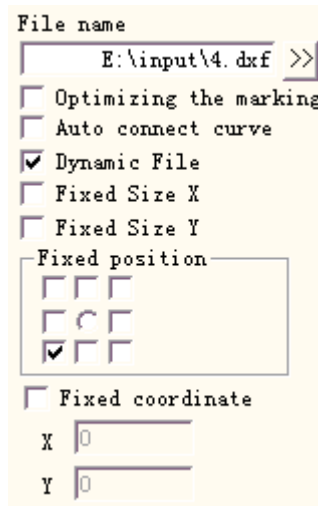 File name
E:\input\4.dxf >>
Optimizing the marking
Auto connect curve
Dynamic File
Fixed Size X
Fixed Size Y
Fixed position
Fixed coordinate
X 0
Y 0